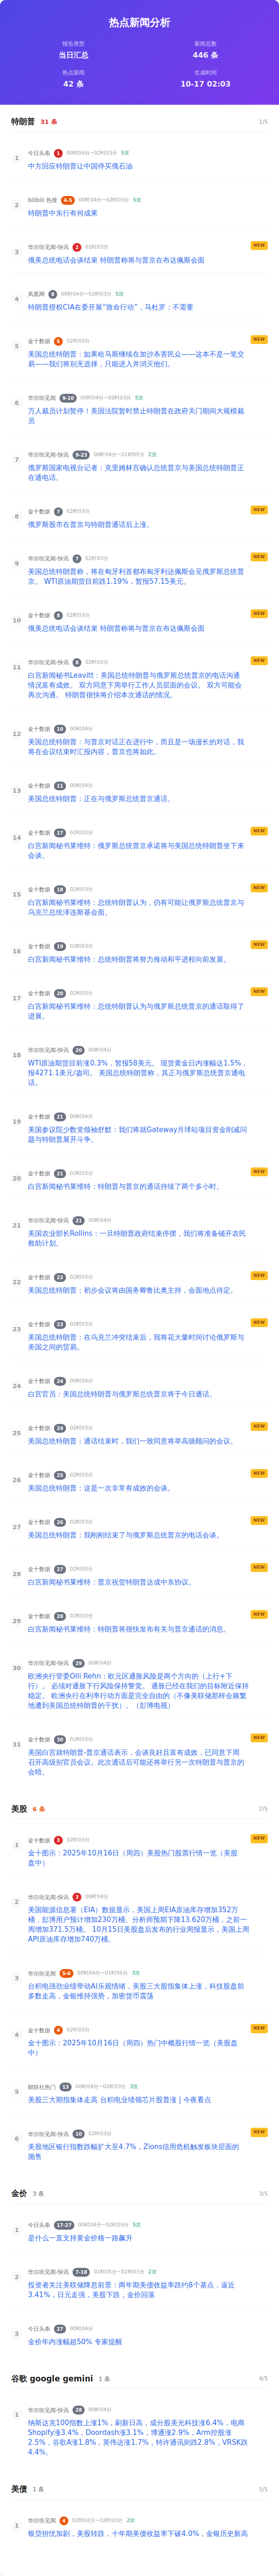 热点新闻分析
报告类型
新闻总数
当日汇总
446 条
热点新闻
生成时间
42 条
10-17 02:03
特朗普 31 条 1/5
1
今日头条 1 00时04分~02时03分 5次
中方回应特朗普让中国停买俄石油
2
bilibili 热搜 4-5 00时04分~02时03分 5次
特朗普中东行有何成果
3
华尔街见闻-快讯 2 02时03分 NEW
俄美总统电话会谈结束 特朗普称将与普京在布达佩斯会面
4
凤凰网 8 00时04分~02时03分 5次
特朗普授权CIA在委开展“致命行动”，马杜罗：不需要
5
金十数据 5 02时03分 NEW
美国总统特朗普：如果哈马斯继续在加沙杀害民众——这本不是一笔交
易——我们将别无选择，只能进入并消灭他们。
6
华尔街见闻 9-10 00时04分~02时03分 5次
万人裁员计划暂停！美国法院暂时禁止特朗普在政府关门期间大规模裁
员
7
华尔街见闻-快讯 9-23 00时04分~01时05分 2次
俄罗斯国家电视台记者：克里姆林宫确认总统普京与美国总统特朗普正
在通电话。
8
金十数据 7 02时03分 NEW
俄罗斯股市在普京与特朗普通话后上涨。
9
华尔街见闻-快讯 7 02时03分 NEW
美国总统特朗普称，将在匈牙利首都布匈牙利达佩斯会见俄罗斯总统普
京。 WTI原油期货日内跌1.19%，暂报57.15美元。
10
金十数据 8 02时03分 NEW
俄美总统电话会谈结束 特朗普称将与普京在布达佩斯会面
11
华尔街见闻-快讯 8 02时03分 NEW
白宫新闻秘书Leavitt：美国总统特朗普与俄罗斯总统普京的电话沟通
情况富有成效。 双方同意下周举行工作人员层面的会议。 双方可能会
再次沟通。 特朗普很快将介绍本次通话的情况。
12
金十数据 10 00时04分
美国总统特朗普：与普京对话正在进行中，而且是一场漫长的对话，我
将在会议结束时汇报内容，普京也将如此。
13
金十数据 11 00时04分
美国总统特朗普：正在与俄罗斯总统普京通话。
14
金十数据 17 02时03分 NEW
白宫新闻秘书莱维特：俄罗斯总统普京承诺将与美国总统特朗普坐下来
会谈。
15
金十数据 18 02时03分 NEW
白宫新闻秘书莱维特：总统特朗普认为，仍有可能让俄罗斯总统普京与
乌克兰总统泽连斯基会面。
16
金十数据 19 02时03分 NEW
白宫新闻秘书莱维特：总统特朗普将努力推动和平进程向前发展。
17
金十数据 20 02时03分 NEW
白宫新闻秘书莱维特：总统特朗普认为与俄罗斯总统普京的通话取得了
进展。
18
华尔街见闻-快讯 20 00时04分
WTI原油期货日内下跌0.3%，暂报58美元。 现货黄金日内涨幅达1.5%，
报4271.1美元/盎司。 美国总统特朗普称，其正与俄罗斯总统普京通电
话。
19
金十数据 21 00时04分
美国参议院少数党领袖舒默：我们将就Gateway月球站项目资金削减问
题与特朗普展开斗争。
20
金十数据 21 02时03分 NEW
白宫新闻秘书莱维特：特朗普与普京的通话持续了两个多小时。
21
华尔街见闻-快讯 21 00时04分
美国农业部长Rollins：一旦特朗普政府结束停摆，我们将准备铺开农民
救助计划。
22
金十数据 22 02时03分 NEW
美国总统特朗普：初步会议将由国务卿鲁比奥主持，会面地点待定。
23
金十数据 23 02时03分 NEW
美国总统特朗普：在乌克兰冲突结束后，我将花大量时间讨论俄罗斯与
美国之间的贸易。
24
金十数据 24 00时04分
白宫官员：美国总统特朗普与俄罗斯总统普京将于今日通话。
25
金十数据 24 02时03分 NEW
美国总统特朗普：通话结束时，我们一致同意将举高级顾问的会议。
26
金十数据 25 02时03分 NEW
美国总统特朗普：这是一次非常有成效的会谈。
27
金十数据 26 02时03分 NEW
美国总统特朗普：我刚刚结束了与俄罗斯总统普京的电话会谈。
28
金十数据 27 02时03分 NEW
白宫新闻秘书莱维特：普京祝贺特朗普达成中东协议。
29
金十数据 28 02时03分 NEW
白宫新闻秘书莱维特：特朗普将很快发布有关与普京通话的消息。
30
华尔街见闻-快讯 29 00时04分
欧洲央行管委Olli Rehn：欧元区通胀风险是两个方向的（上行+下
行）。 必须对通胀下行风险保持警觉。 通胀已经在我们的目标附近保持
稳定。 欧洲央行在利率行动方面是完全自由的（不像美联储那样会频繁
地遭到美国总统特朗普的干扰）。（彭博电视）
31
金十数据 30 02时03分 NEW
美国白宫就特朗普-普京通话表示，会谈良好且富有成效，已同意下周
召开高级别官员会议。此次通话后可能还将举行另一次特朗普与普京的
会晤。
美股 6 条 2/5
1
金十数据 3 02时03分 NEW
金十图示：2025年10月16日（周四）美股热门股票行情一览（美股
盘中）
2
华尔街见闻-快讯 3 00时04分
美国能源信息署（EIA）数据显示，美国上周EIA原油库存增加352万
桶，彭博用户预计增加230万桶、分析师预期下降13.620万桶，之前一
周增加371.5万桶。 10月15日美股盘后发布的行业周报显示，美国上周
API原油库存增加740万桶。
3
华尔街见闻 5-6 00时04分~01时05分 3次
台积电强劲业绩带动AI乐观情绪，美股三大股指集体上涨，科技股盘前
多数走高，金银维持强势，加密货币震荡
4
金十数据 4 02时03分 NEW
金十图示：2025年10月16日（周四）热门中概股行情一览（美股盘
中）
5
财联社热门 13 00时04分~02时03分 3次
美股三大期指集体走高 台积电业绩领芯片股普涨 | 今夜看点
6
华尔街见闻-快讯 10 02时03分 NEW
美股地区银行指数跌幅扩大至4.7%，Zions信用危机触发板块层面的
抛售
金价 3 条 3/5
1
今日头条 17-27 00时04分~02时03分 5次
是什么一直支持黄金价格一路飙升
2
华尔街见闻-快讯 7-18 01时05分~02时03分 2次
投资者关注美联储降息前景：两年期美债收益率跌约8个基点，逼近
3.41%，日元走强，美股下跌，金价回落
3
今日头条 27 00时04分
金价年内涨幅超50% 专家提醒
谷歌 google gemini 1 条 4/5
1
华尔街见闻-快讯 28 00时04分
纳斯达克100指数上涨1%，刷新日高，成分股美光科技涨6.4%，电商
Shopify涨3.4%，Doordash涨3.1%，博通涨2.9%，Arm控股涨
2.5%，谷歌A涨1.8%，英伟达涨1.7%，特许通讯则跌2.8%，VRSK跌
4.4%。
美债 1 条 5/5
1
华尔街见闻 4 02时02分~02时03分 2次
银贷担忧加剧，美股转跌，十年期美债收益率下破4.0%，金银历史新高